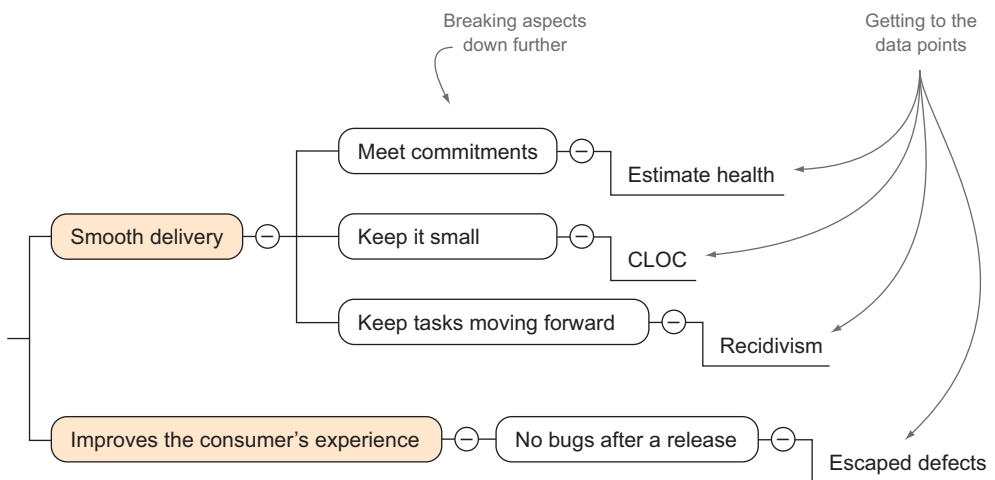 Breaking aspects
down further
Getting to the
data points
Meet commitments
Estimate health
Smooth delivery
Keep it small
CLOC
Keep tasks moving forward
Recidivism
Improves the consumer’s experience
No bugs after a release
Escaped defects